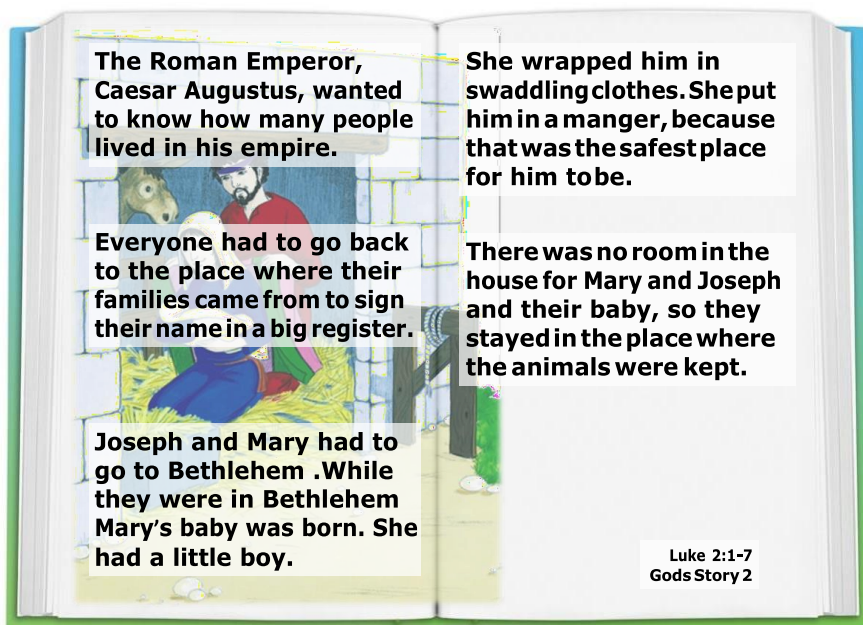 The Roman Emperor,
Caesar Augustus, wanted
to know how many people
lived in his empire.
Everyone had to go back
to the place where their
families came from to sign
their name in a big register.
Joseph and Mary had to
go to Bethlehem .While
they were in Bethlehem
Mary’s baby was born. She
had a little boy.
She wrapped him in
swaddling clothes. She put
him in a manger, because
that was the safest place
for him to be.
There was no room in the
house for Mary and Joseph
and their baby, so they
stayed in the place where
the animals were kept.
Luke 2:1-7
Gods Story 2